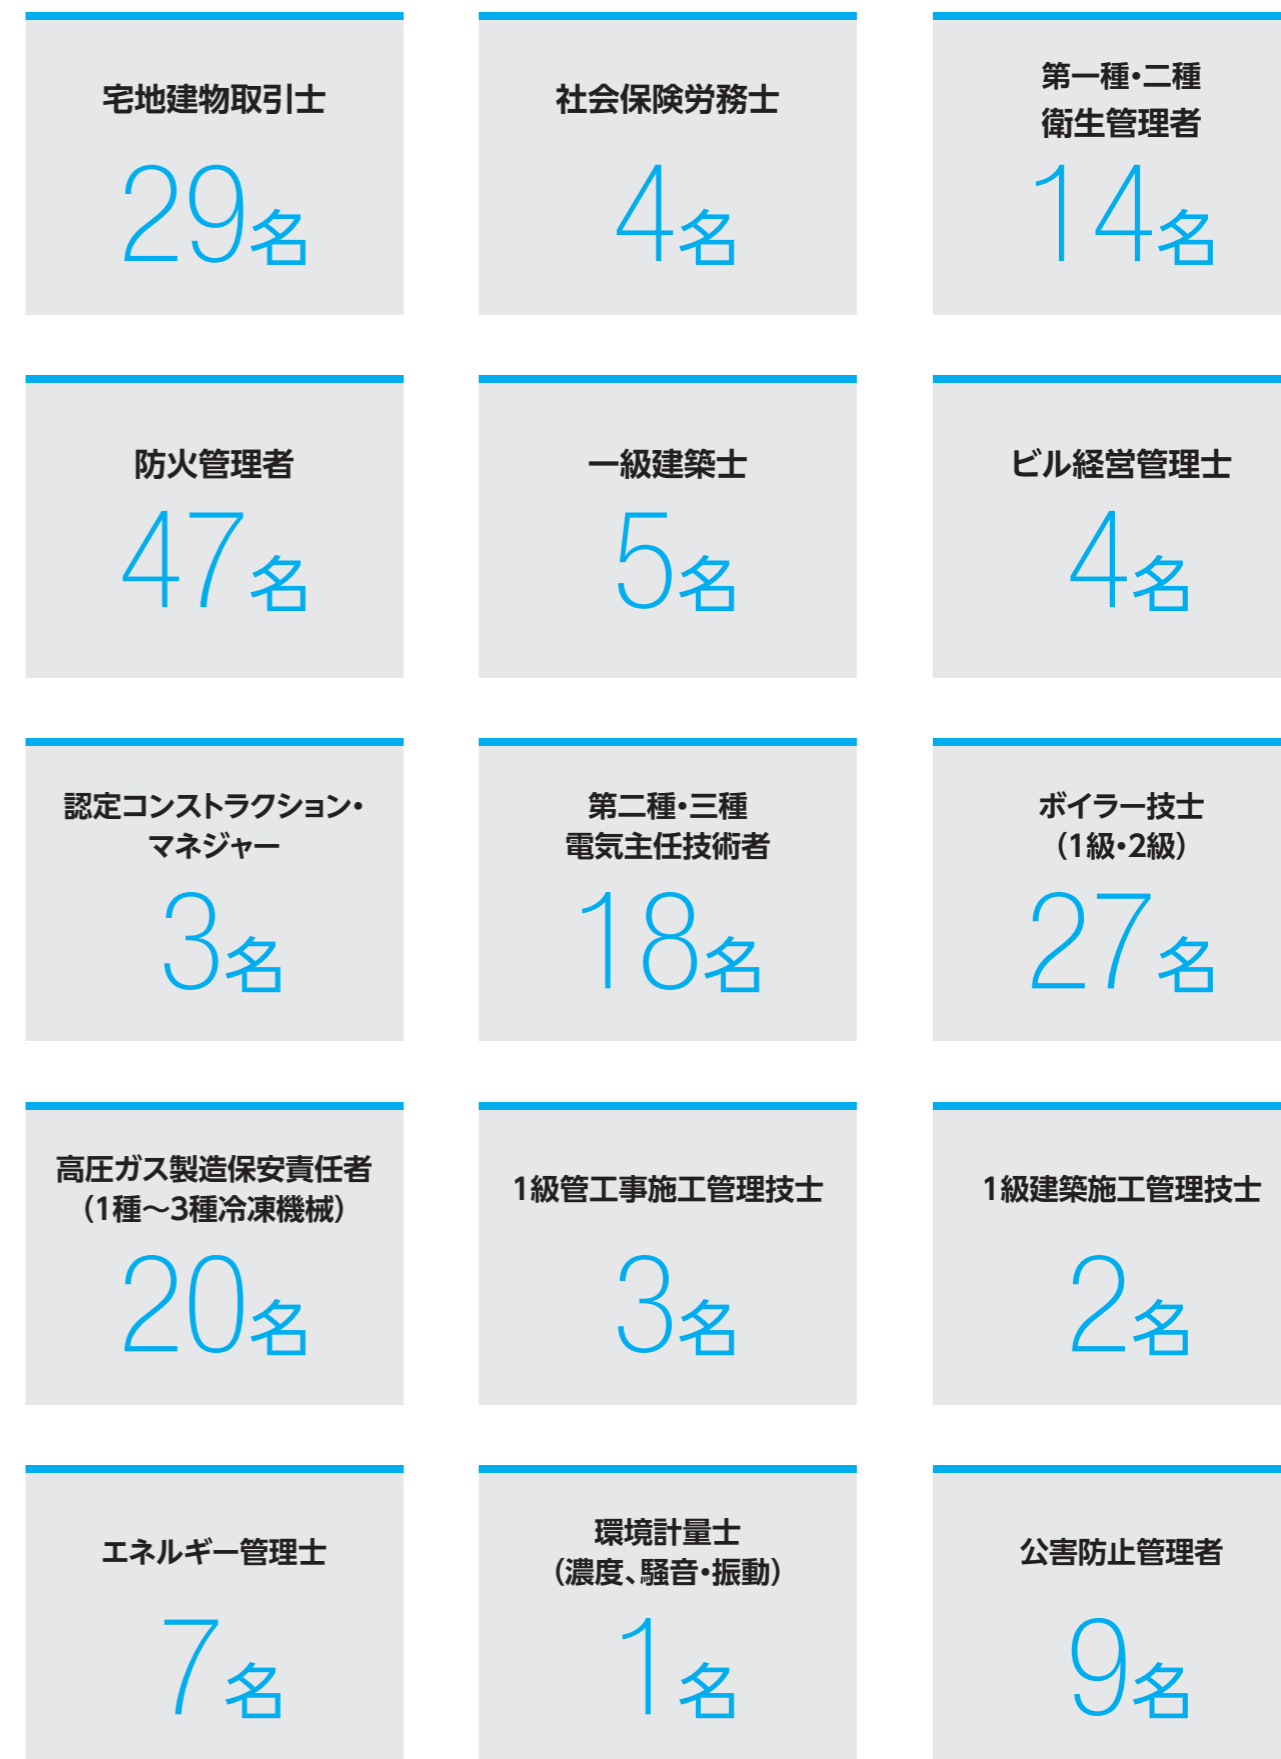 宅地建物取引士
29名
社会保険労務士
4名
第一種・二種
衛生管理者
14名
防火管理者
47名
一級建築士
5名
ビル経営管理士
4名
認定コンストラクション・
マネジャー
3名
第二種・三種
電気主任技術者
18名
ボイラー技士
（1級・2級）
27名
高圧ガス製造保安責任者
（1種〜3種冷凍機械）
20名
1級管工事施工管理技士
3名
1級建築施工管理技士
2名
エネルギー管理士
7名
環境計量士
（濃度、騒音・振動）
1名
公害防止管理者
9名